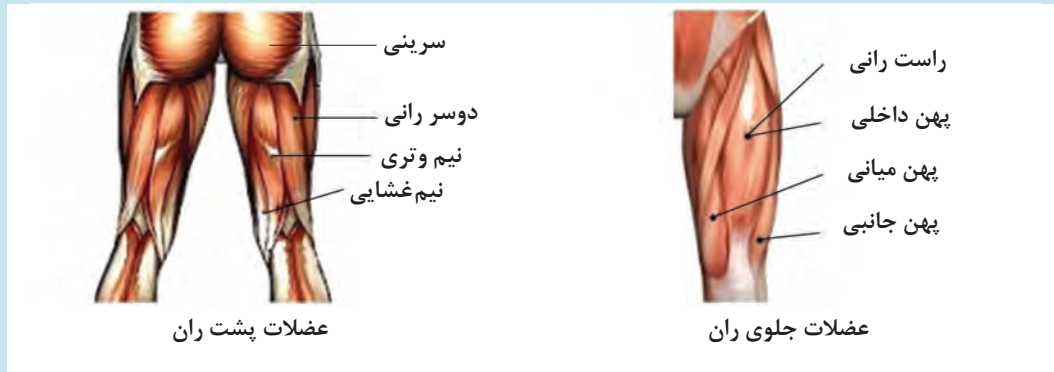 راست رانی
پهن داخلی
پهن میانی
پهن جانبی
عضلات جلوی ران
سرینی
دوسر رانی
نیم وتری
نیم‌غشایی
عضلات پشت ران